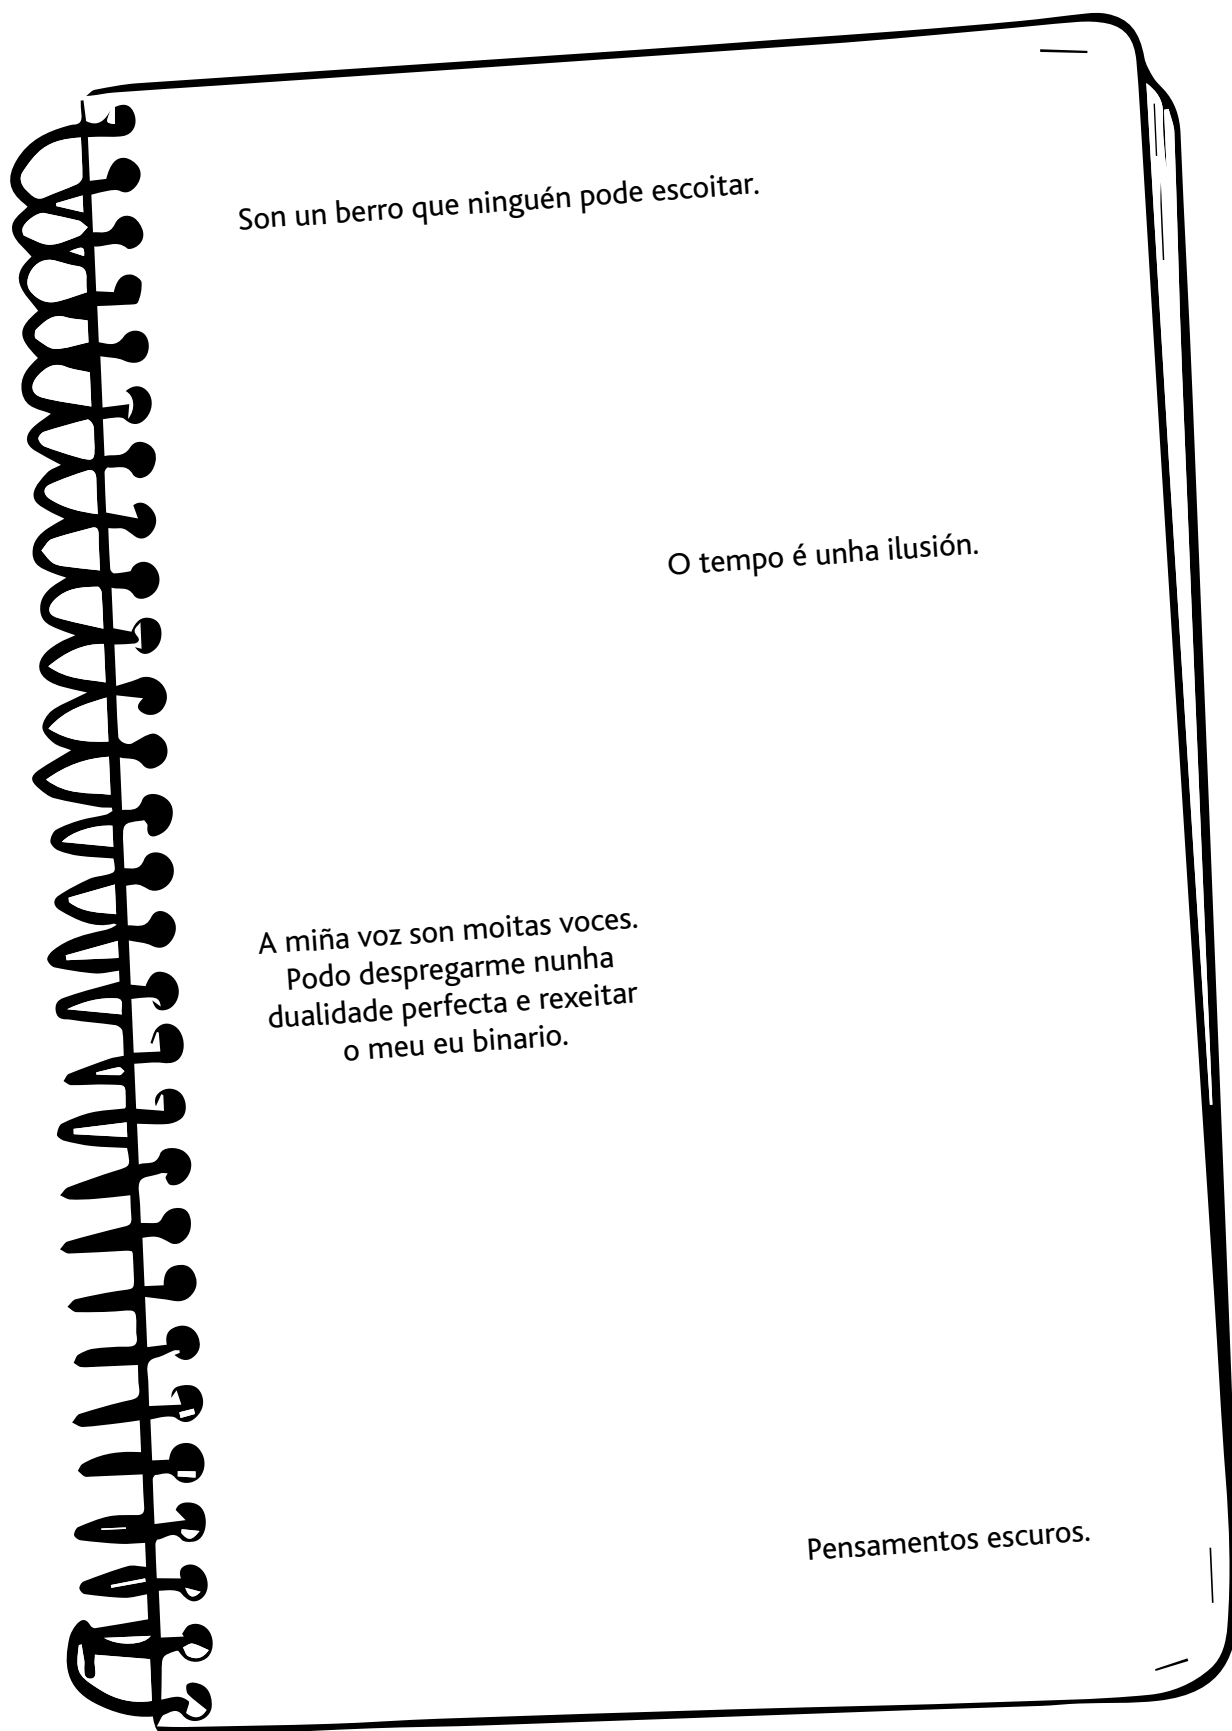 Son un berro que ninguén pode escoitar.
O tempo é unha ilusión.
A miña voz son moitas voces.
Podo despregarme nunha
dualidade perfecta e rexeitar
o meu eu binario.
Pensamentos escuros.